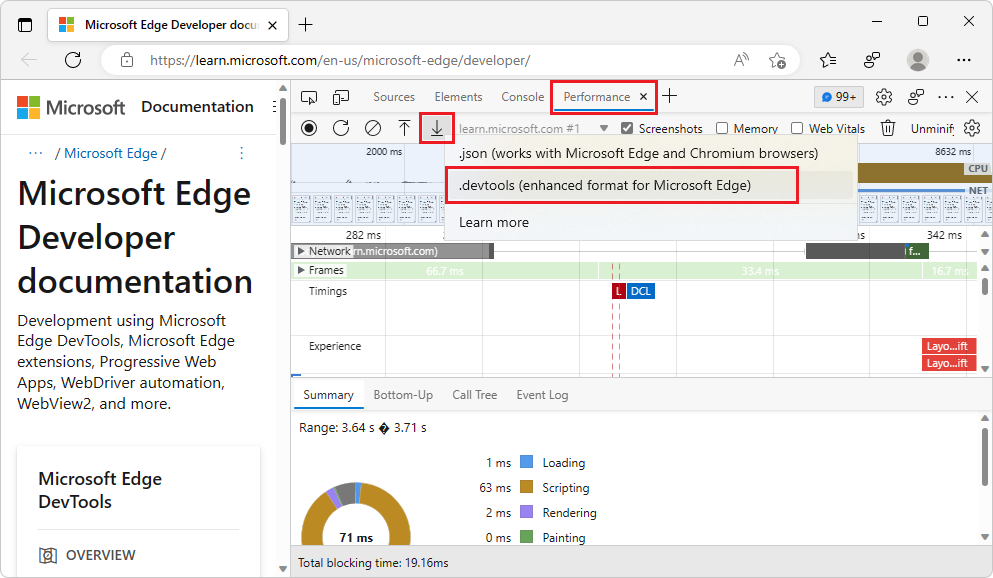 Microsoft Edge Developer docu
https://learn.microsoft.com/en-us/microsoft-edge/developer/
Microsoft Documentation
... / Microsoft Edge /
Microsoft Edge
Developer
documentation
Development using Microsoft
Edge DevTools, Microsoft Edge
extensions, Progressive Web
Apps, WebDriver automation,
WebView2, and more.
Microsoft Edge
DevTools
OVERVIEW
Sources Elements Console Performance 99+
learn.microsoft.com #1 Screenshots Memory Web Vitals Unminif
.json (works with Microsoft Edge and Chromium browsers)
.devtools (enhanced format for Microsoft Edge)
Learn more
2000 ms 8632 ms
CPU
NET
282 ms ms 342 ms
Network rn.microsoft.com) f...
Frames 66.7 ms 33.4 ms 16.7 ms
Timings L DCL
Experience Layo...ift
Layo...ift
Summary Bottom-Up Call Tree Event Log
Range: 3.64 s � 3.71 s
1 ms Loading
63 ms Scripting
2 ms Rendering
0 ms Painting
71 ms
Total blocking time: 19.16ms